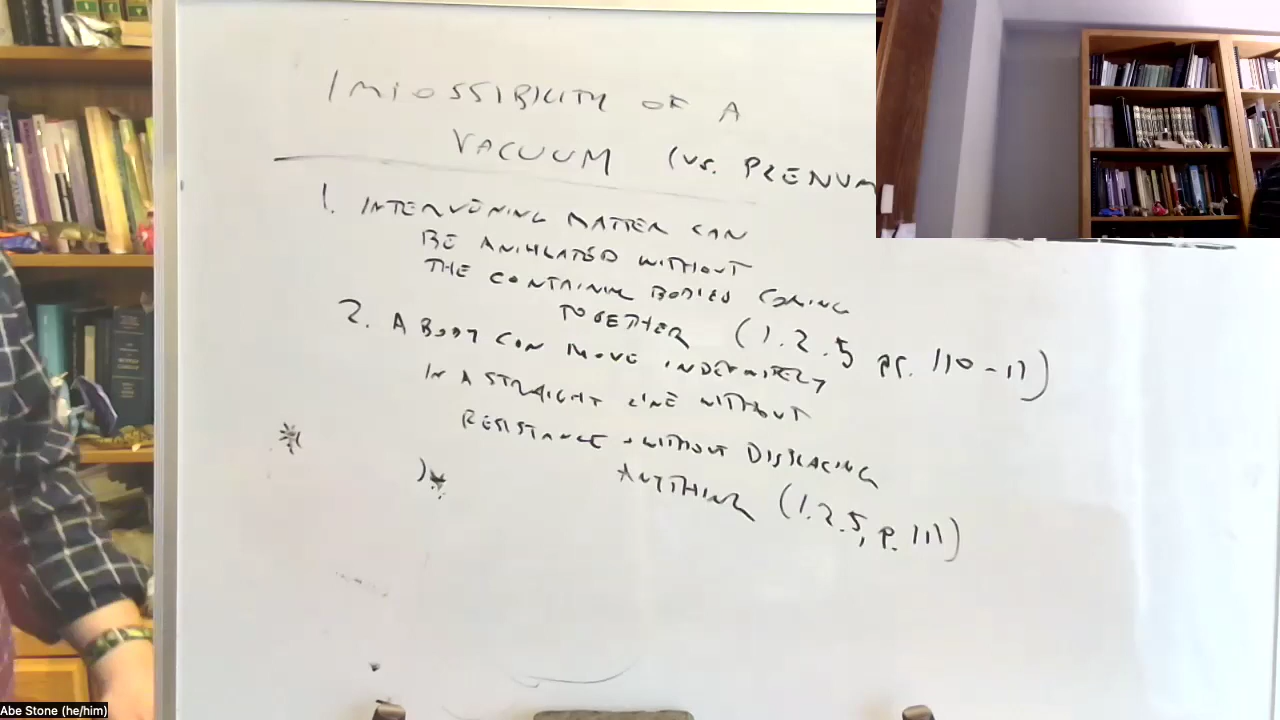 IMPOSSIBILITY OF A
VACUUM (VS. PLENUM
1. INTERVENING MATTER CAN
BE ANIHLATED WITHOUT
THE CONTAINING BODIES COMING
TOGETHER (1.2.5 PP. 110-11)
2. A BODY CAN MOVE INDEFINITELY
IN A STRAIGHT LINE WITHOUT
RESISTANCE + WITHOUT DISPLACING
ANYTHING (1.2.5, P. 111)
Abe Stone (he/him)